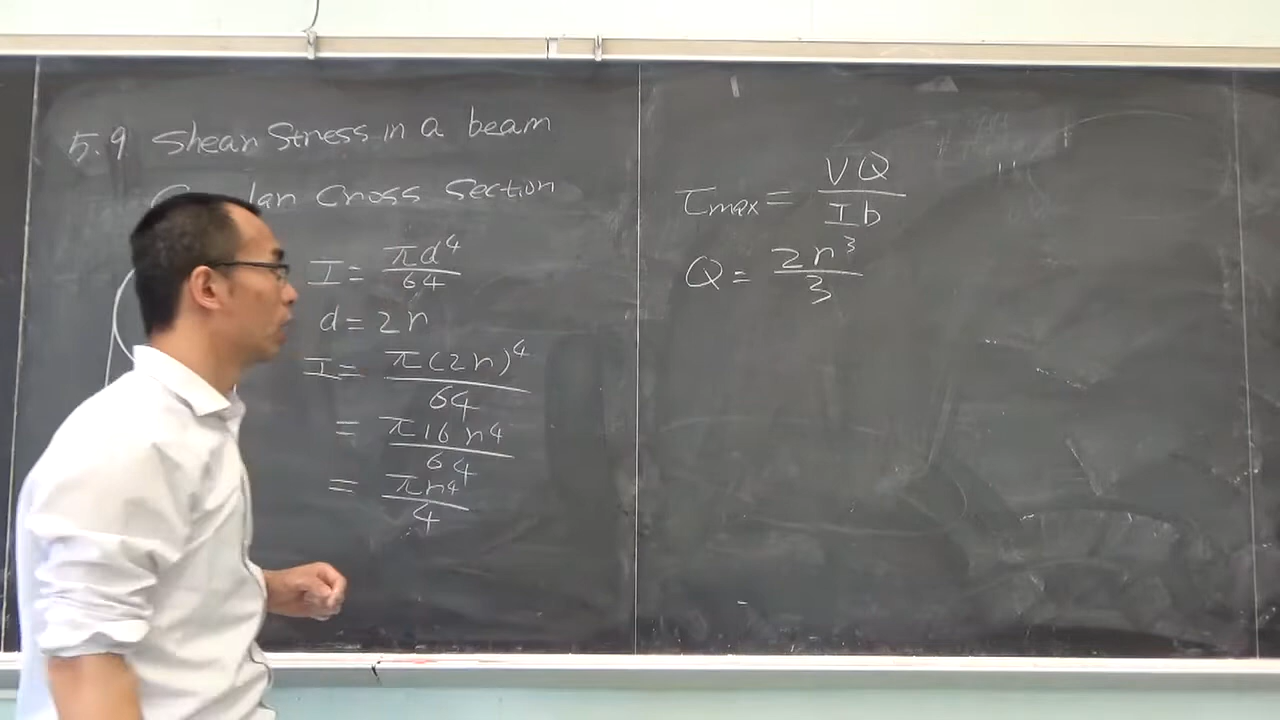 5.9 Shear Stress in a beam
Cross Section
I = πd⁴/64
d = 2r
I = π(2r)⁴/64
= π16r⁴/64
= πr⁴/4
τmax = VQ/Ib
Q = 2r³/3